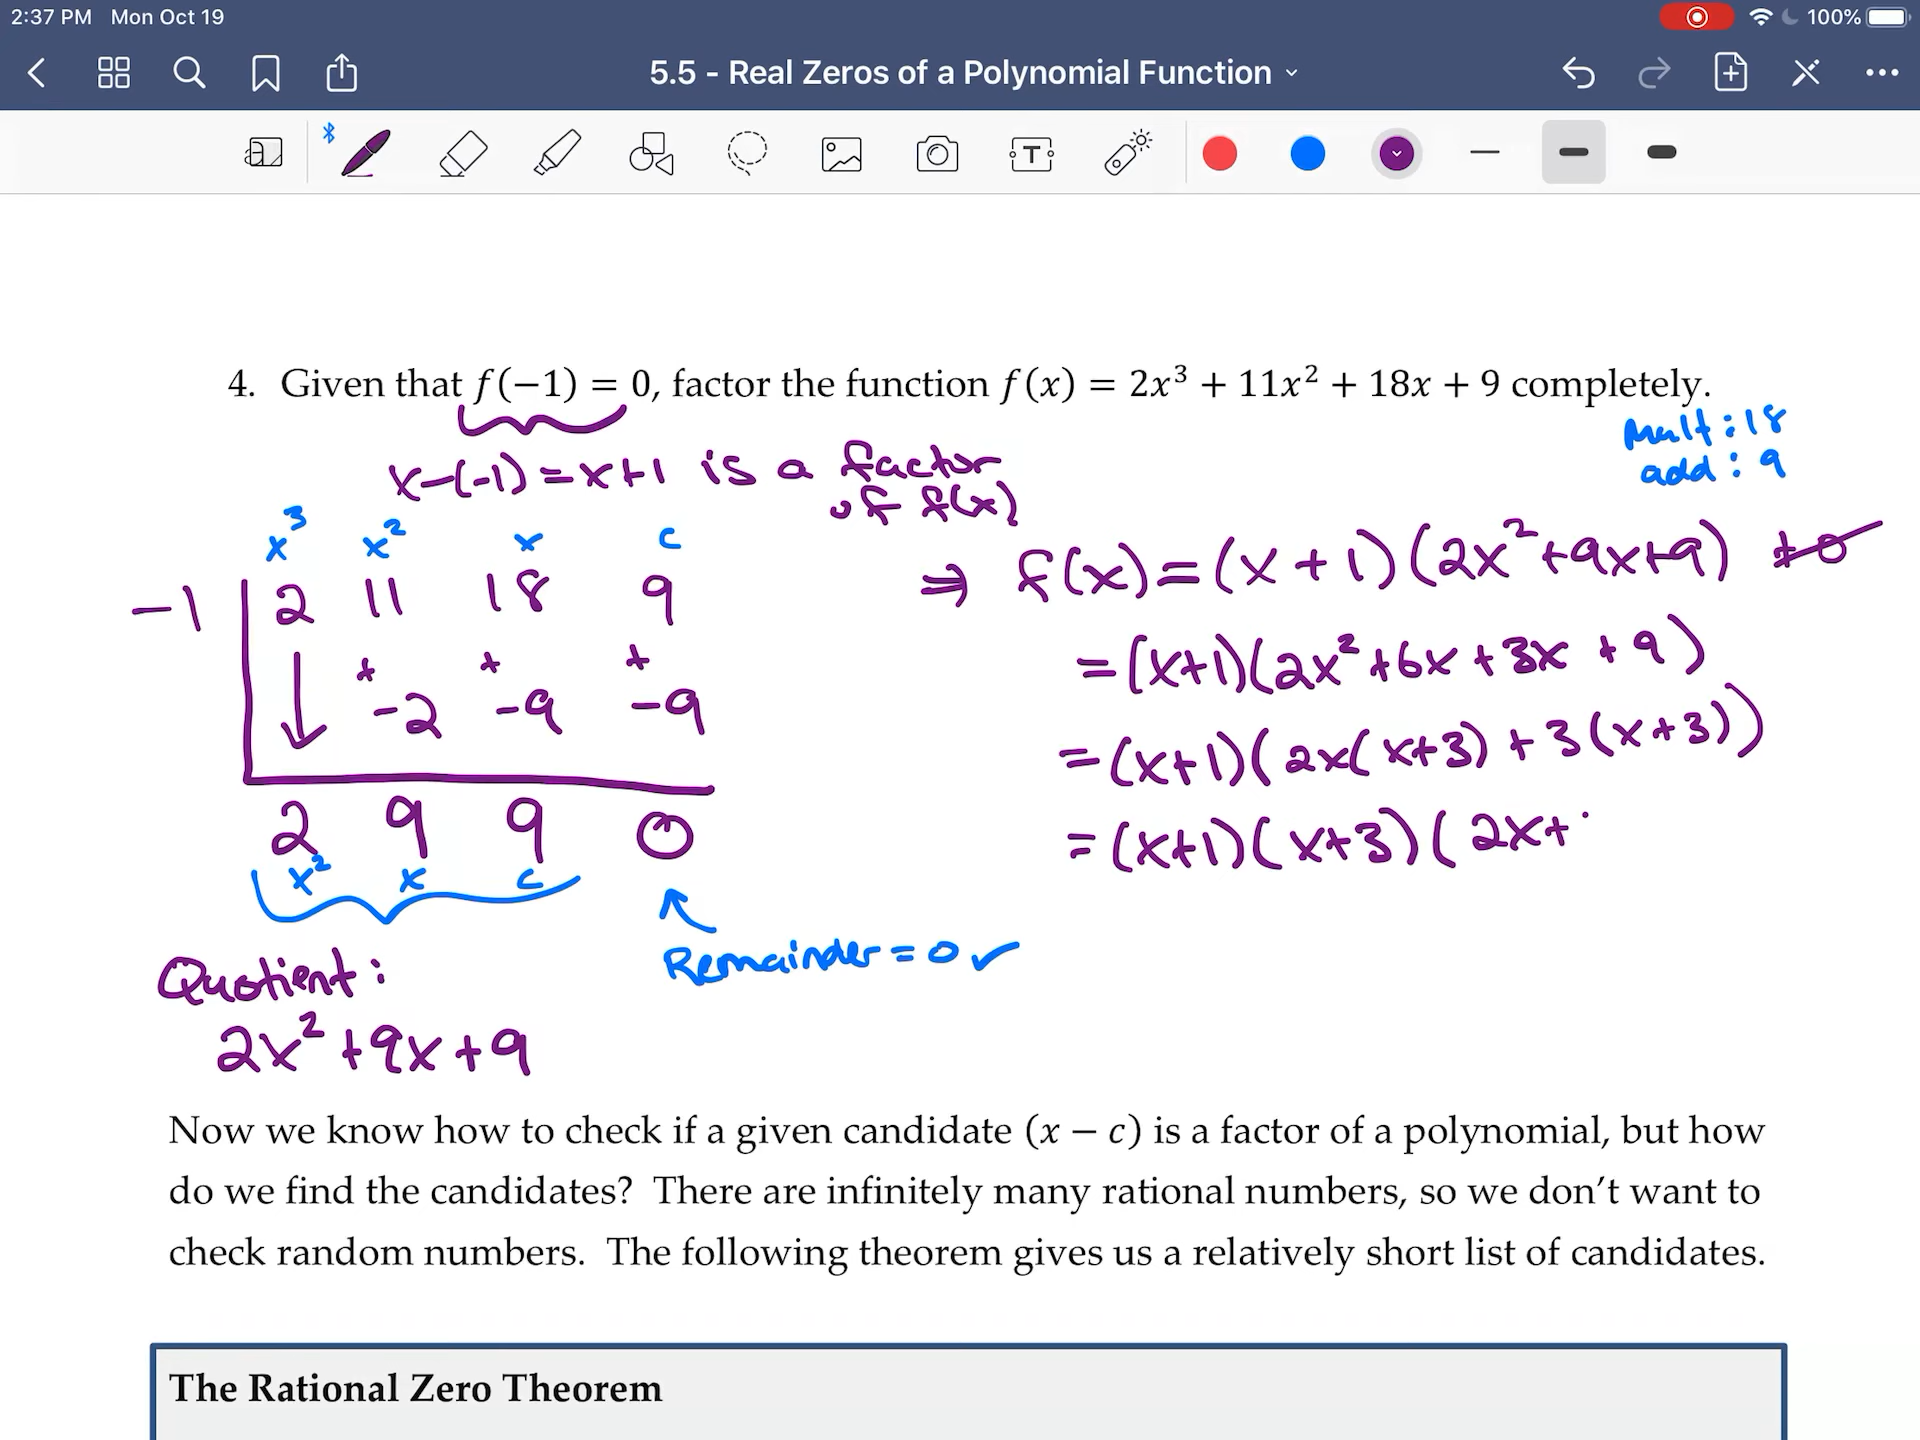 2:37 PM Mon Oct 19
100%
5.5 - Real Zeros of a Polynomial Function
a
T
4. Given that f(−1) = 0, factor the function f(x) = 2x³ + 11x² + 18x + 9 completely.
Mult: 18
add: 9
x-(-1)=x+1 is a factor
of f(x)
x³ x² x c
-1 2 11 18 9
+ + +
-2 -9 -9
2 9 9 0
x² x c
Remainder = 0 ✓
Quotient:
2x²+9x+9
⇒ f(x)=(x+1)(2x²+9x+9) +0
=(x+1)(2x²+6x+3x+9)
=(x+1)(2x(x+3)+3(x+3))
=(x+1)(x+3)(2x+
Now we know how to check if a given candidate (x − c) is a factor of a polynomial, but how
do we find the candidates? There are infinitely many rational numbers, so we don’t want to
check random numbers. The following theorem gives us a relatively short list of candidates.
The Rational Zero Theorem